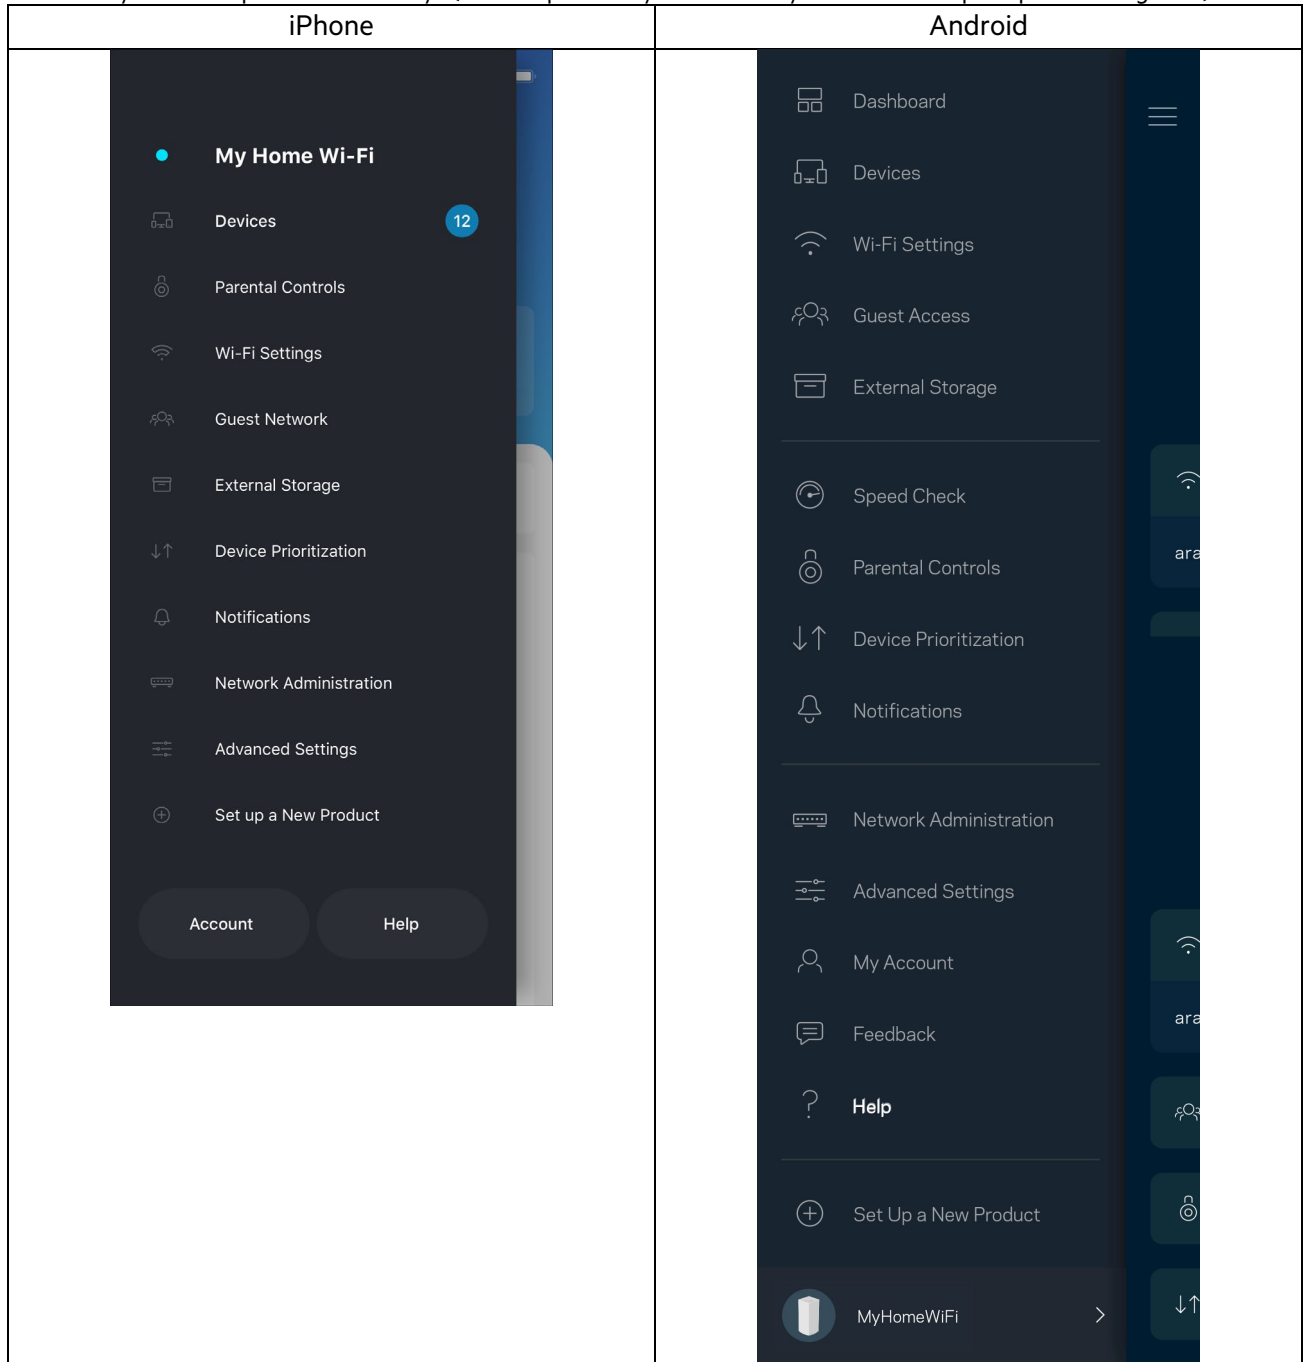 iPhone
Android
My Home Wi-Fi
Devices 12
Parental Controls
Wi-Fi Settings
Guest Network
External Storage
Device Prioritization
Notifications
Network Administration
Advanced Settings
Set up a New Product
Account Help
Dashboard
Devices
Wi-Fi Settings
Guest Access
External Storage
Speed Check
Parental Controls
Device Prioritization
Notifications
Network Administration
Advanced Settings
My Account
Feedback
Help
Set Up a New Product
MyHomeWiFi
ara
ara